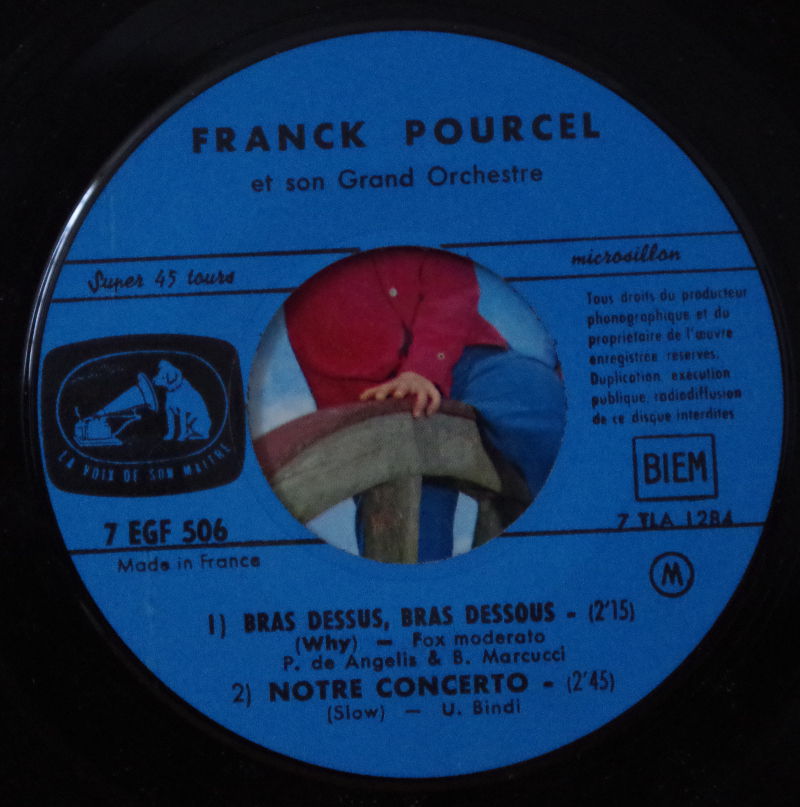 FRANCK POURCEL
et son Grand Orchestre
Super 45 tours
microsillon
Tous droits du producteur
phonographique et du
propriétaire de l'œuvre
enregistrée réservés.
Duplication, exécution
publique, radiodiffusion
de ce disque interdites
LA VOIX DE SON MAITRE
BIEM
7 EGF 506
7 TLA 1284
Made in France
M
1) BRAS DESSUS, BRAS DESSOUS - (2'15)
(Why) - Fox moderato
P. de Angelis & B. Marcucci
2) NOTRE CONCERTO - (2'45)
(Slow) - U. Bindi